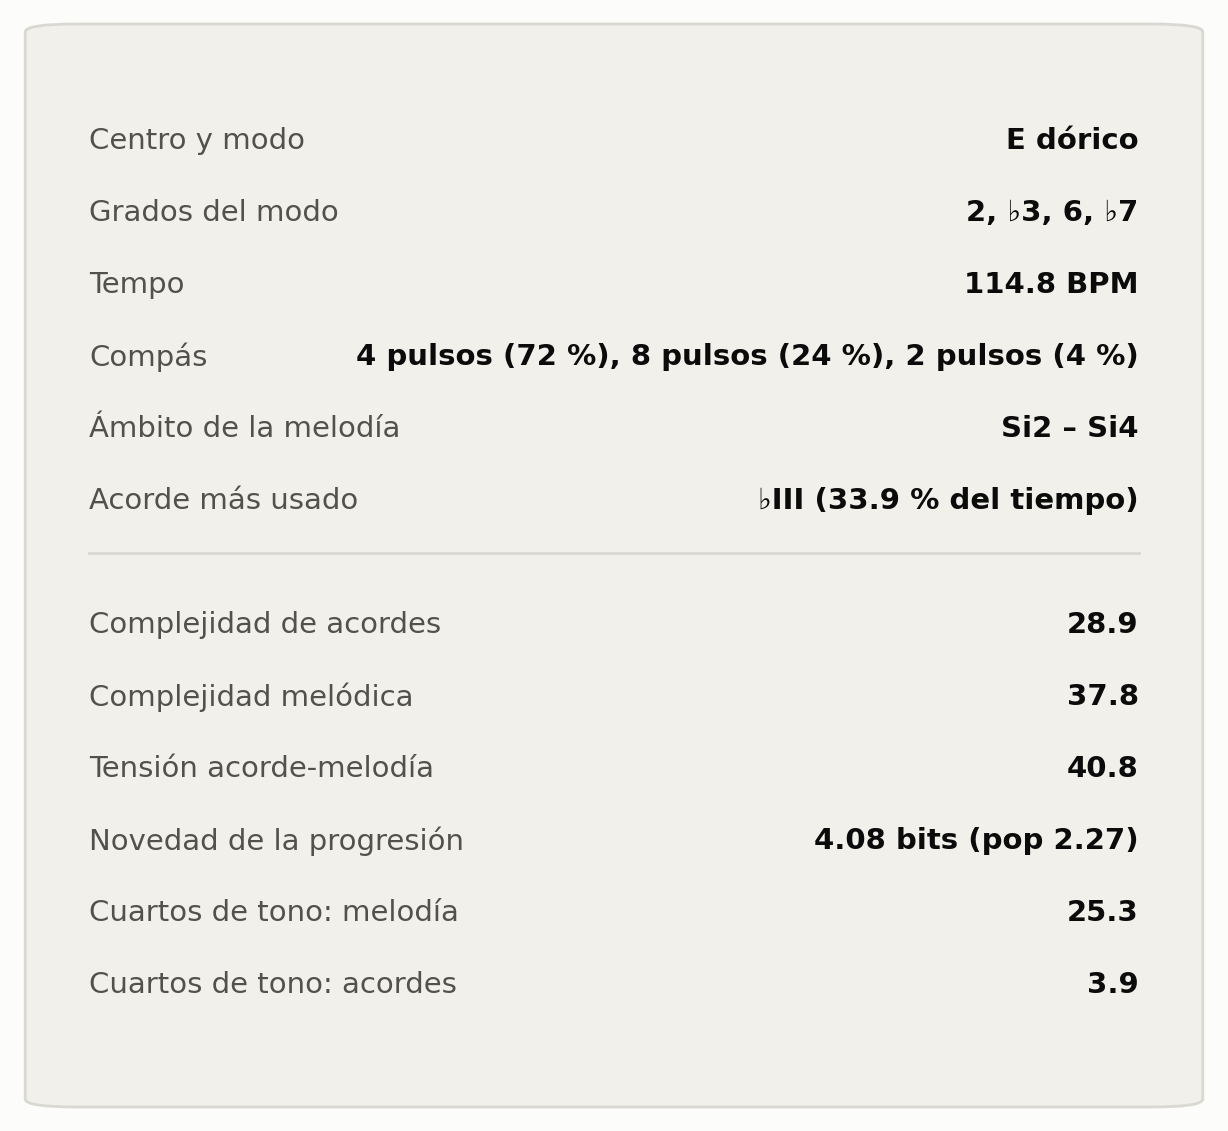 Centro y modo E dórico
Grados del modo 2, ♭3, 6, ♭7
Tempo 114.8 BPM
Compás 4 pulsos (72 %), 8 pulsos (24 %), 2 pulsos (4 %)
Ámbito de la melodía Si2 – Si4
Acorde más usado ♭III (33.9 % del tiempo)
Complejidad de acordes 28.9
Complejidad melódica 37.8
Tensión acorde-melodía 40.8
Novedad de la progresión 4.08 bits (pop 2.27)
Cuartos de tono: melodía 25.3
Cuartos de tono: acordes 3.9